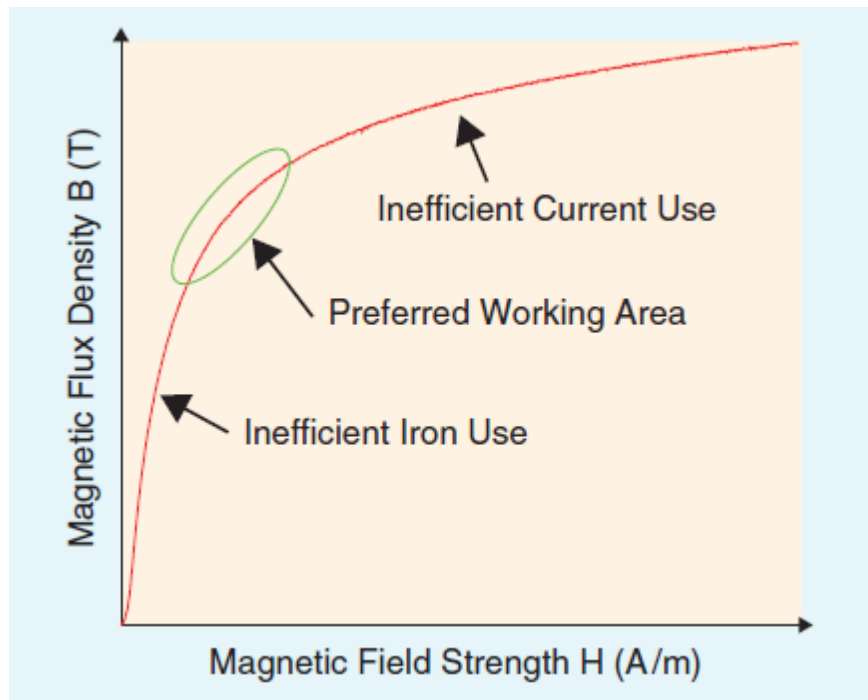 Magnetic Flux Density B (T)
Inefficient Current Use
Preferred Working Area
Inefficient Iron Use
Magnetic Field Strength H (A/m)